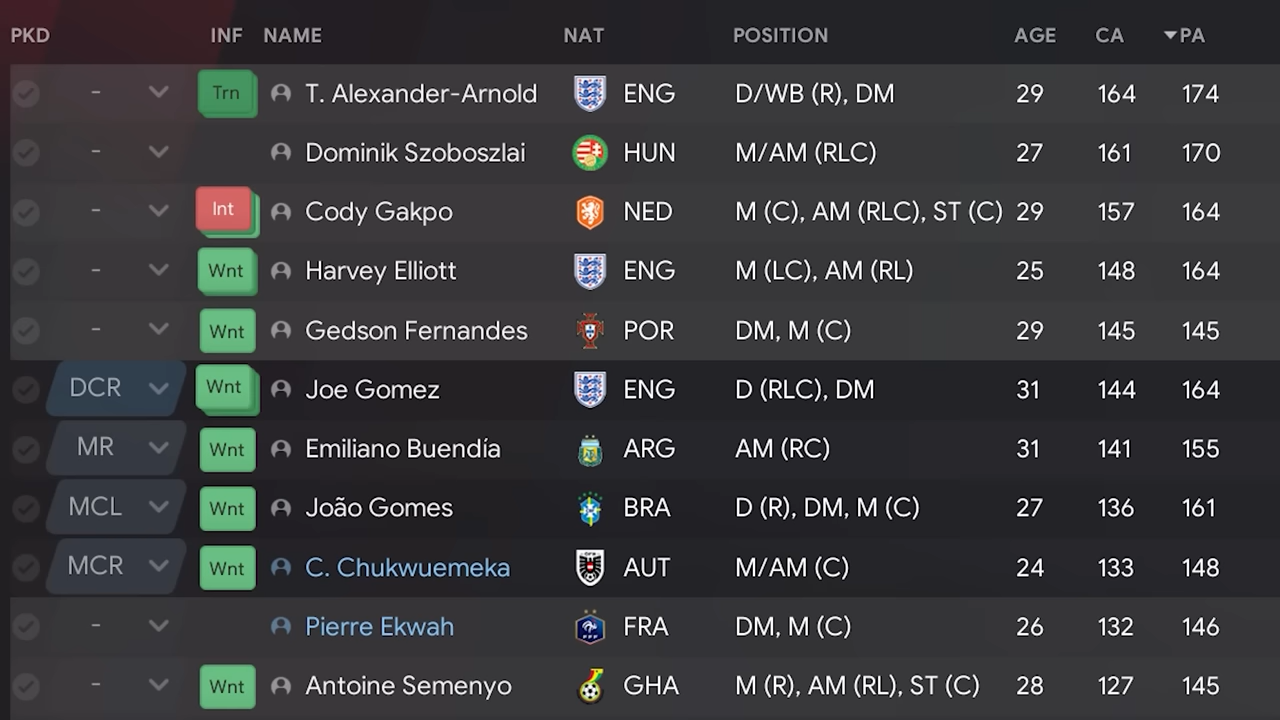 PKD INF NAME NAT POSITION AGE CA PA
- Trn T. Alexander-Arnold ENG D/WB (R), DM 29 164 174
- Dominik Szoboszlai HUN M/AM (RLC) 27 161 170
- Int Cody Gakpo NED M (C), AM (RLC), ST (C) 29 157 164
- Wnt Harvey Elliott ENG M (LC), AM (RL) 25 148 164
- Wnt Gedson Fernandes POR DM, M (C) 29 145 145
DCR Wnt Joe Gomez ENG D (RLC), DM 31 144 164
MR Wnt Emiliano Buendía ARG AM (RC) 31 141 155
MCL Wnt João Gomes BRA D (R), DM, M (C) 27 136 161
MCR Wnt C. Chukwuemeka AUT M/AM (C) 24 133 148
- Pierre Ekwah FRA DM, M (C) 26 132 146
- Wnt Antoine Semenyo GHA M (R), AM (RL), ST (C) 28 127 145